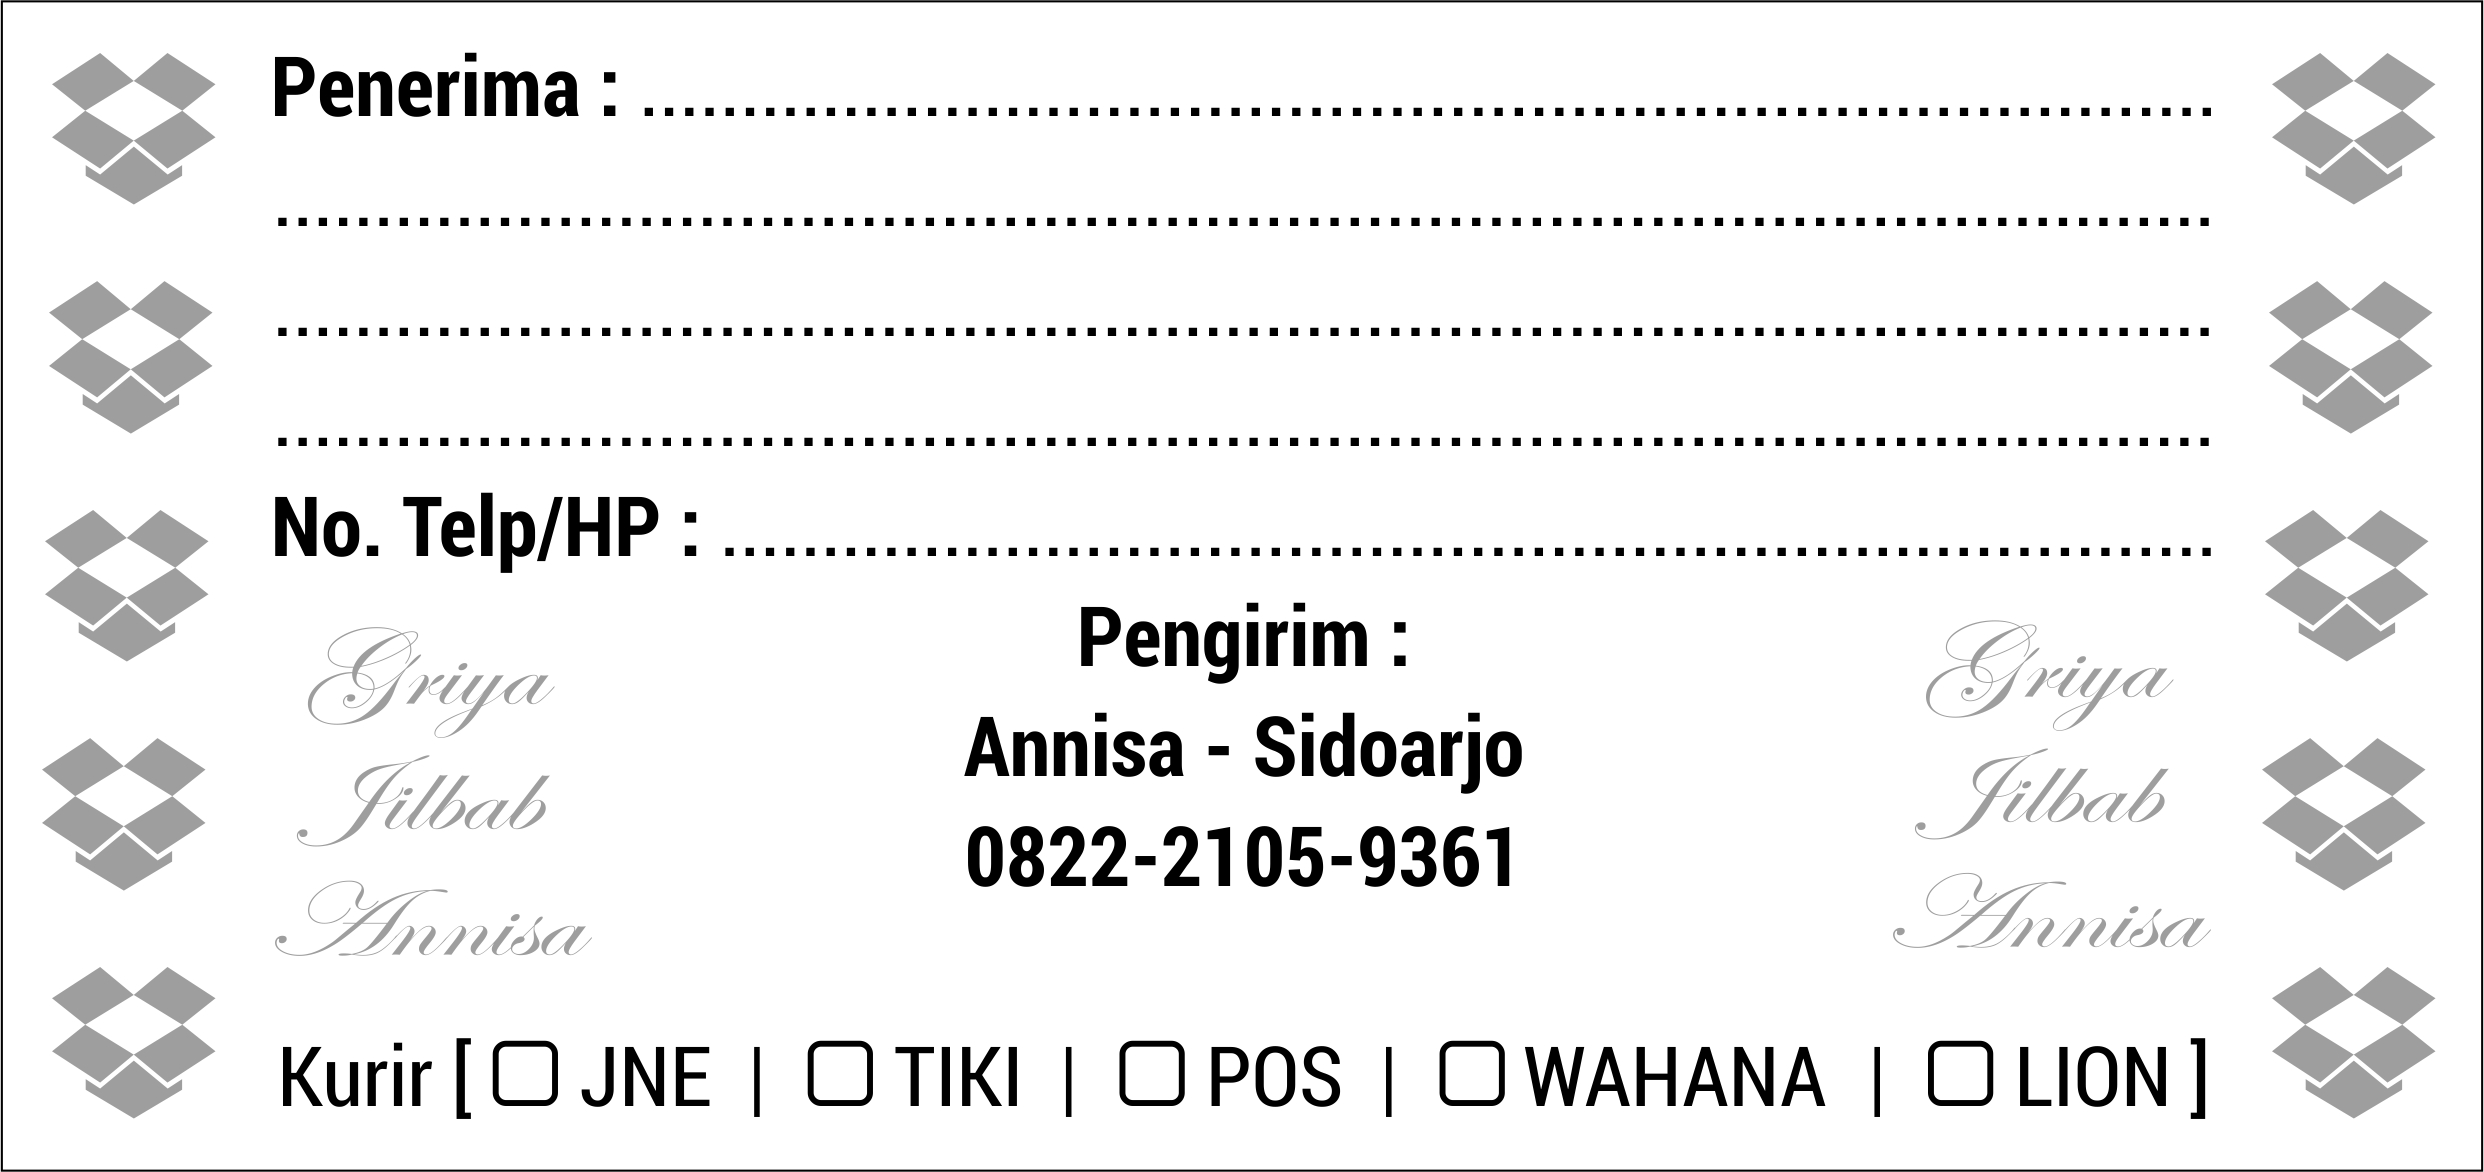 Penerima : ........................................................................
........................................................................
........................................................................
........................................................................
No. Telp/HP : ........................................................................
Pengirim :
Annisa - Sidoarjo
0822-2105-9361
Griya
Jilbab
Annisa
Griya
Jilbab
Annisa
Kurir [ ☐ JNE | ☐ TIKI | ☐ POS | ☐ WAHANA | ☐ LION ]